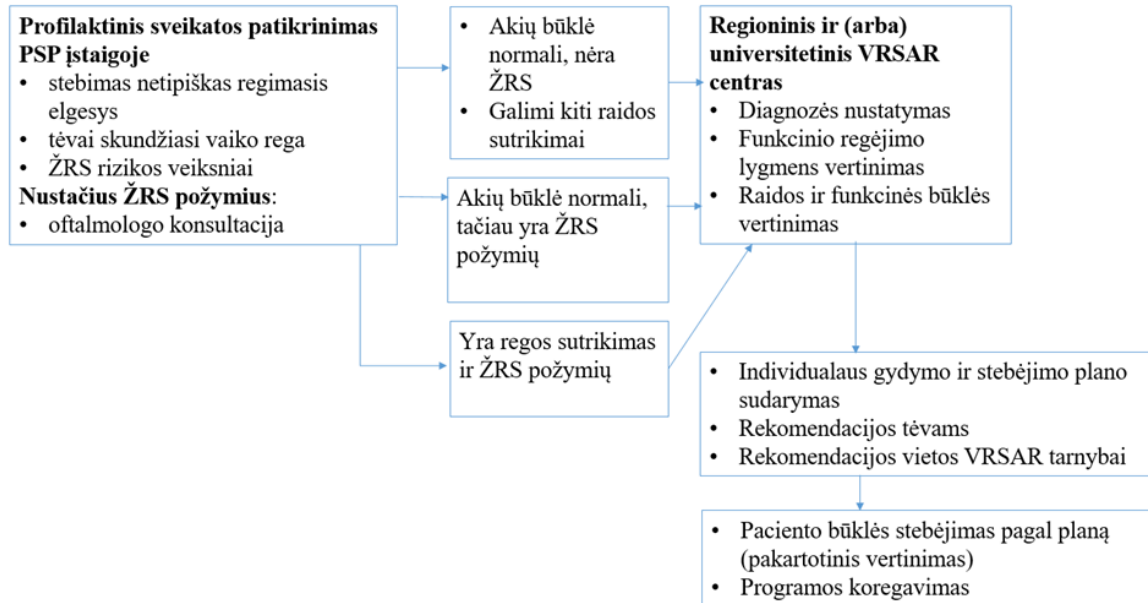 Profilaktinis sveikatos patikrinimas
PSP įstaigoje
• stebimas netipiškas regimasis
elgesys
• tėvai skundžiasi vaiko rega
• ŽRS rizikos veiksniai
Nustačius ŽRS požymius:
• oftalmologo konsultacija
• Akių būklė
normali, nėra
ŽRS
• Galimi kiti raidos
sutrikimai
Akių būklė normali,
tačiau yra ŽRS
požymių
Yra regos sutrikimas
ir ŽRS požymių
Regioninis ir (arba)
universitetinis VRSAR
centras
• Diagnozės nustatymas
• Funkcinio regėjimo
lygmens vertinimas
• Raidos ir funkcinės būklės
vertinimas
• Individualaus gydymo ir stebėjimo plano
sudarymas
• Rekomendacijos tėvams
• Rekomendacijos vietos VRSAR tarnybai
• Paciento būklės stebėjimas pagal planą
(pakartotinis vertinimas)
• Programos koregavimas